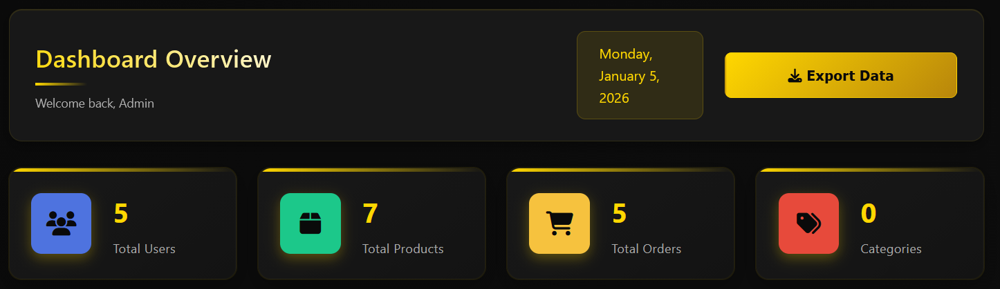 Dashboard Overview
Welcome back, Admin
Monday,
January 5,
2026
Export Data
5
Total Users
7
Total Products
5
Total Orders
0
Categories